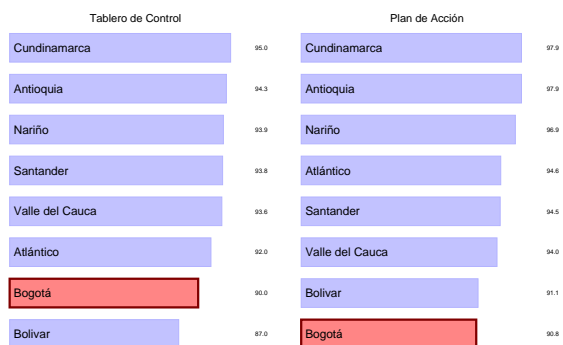 Tablero de Control
Cundinamarca 95.0
Antioquia 94.3
Nariño 93.9
Santander 93.8
Valle del Cauca 93.6
Atlántico 92.0
Bogotá 90.0
Bolivar 87.0
Plan de Acción
Cundinamarca 97.9
Antioquia 97.9
Nariño 96.9
Atlántico 94.6
Santander 94.5
Valle del Cauca 94.0
Bolivar 91.1
Bogotá 90.8